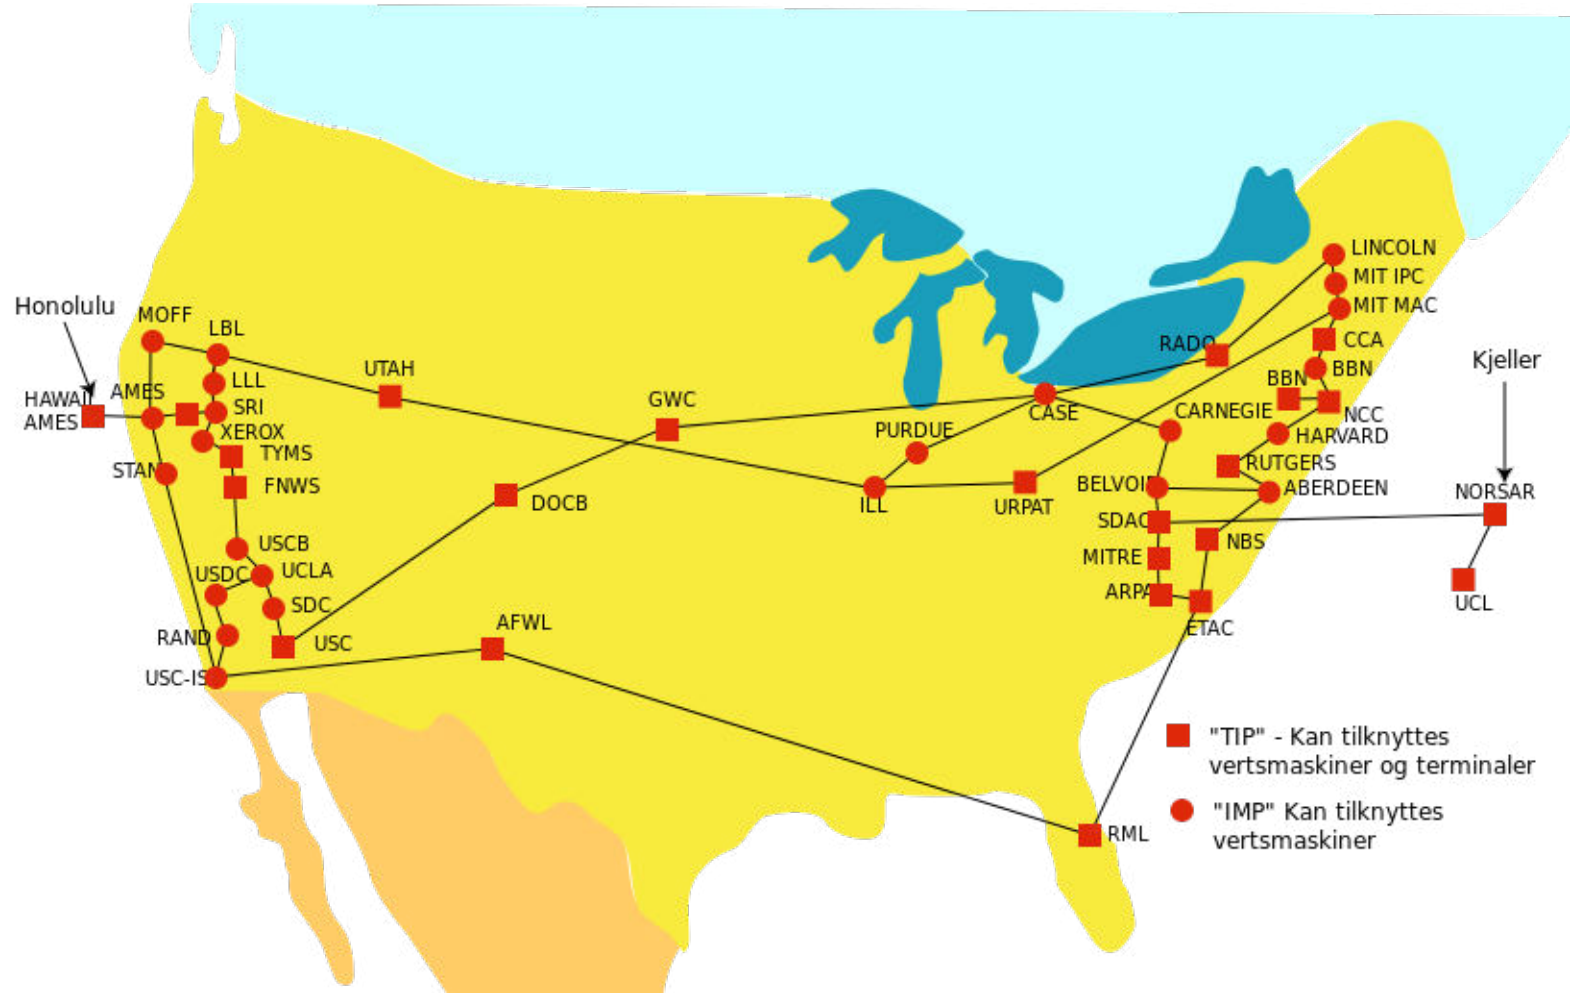 Honolulu
MOFF
LBL
HAWAII
AMES
AMES
LLL
SRI
XEROX
TYMS
STAN
FNWS
UTAH
GWC
DOCB
USCB
USDC
UCLA
SDC
RAND
USC
USC-IS
AFWL
PURDUE
CASE
ILL
URPAT
RADC
LINCOLN
MIT IPC
MIT MAC
CCA
BBN
BBN
NCC
CARNEGIE
HARVARD
RUTGERS
BELVOIR
ABERDEEN
SDAC
NBS
MITRE
ARPA
ETAC
RML
Kjeller
NORSAR
UCL
"TIP" - Kan tilknyttes
vertsmaskiner og terminaler
"IMP" Kan tilknyttes
vertsmaskiner